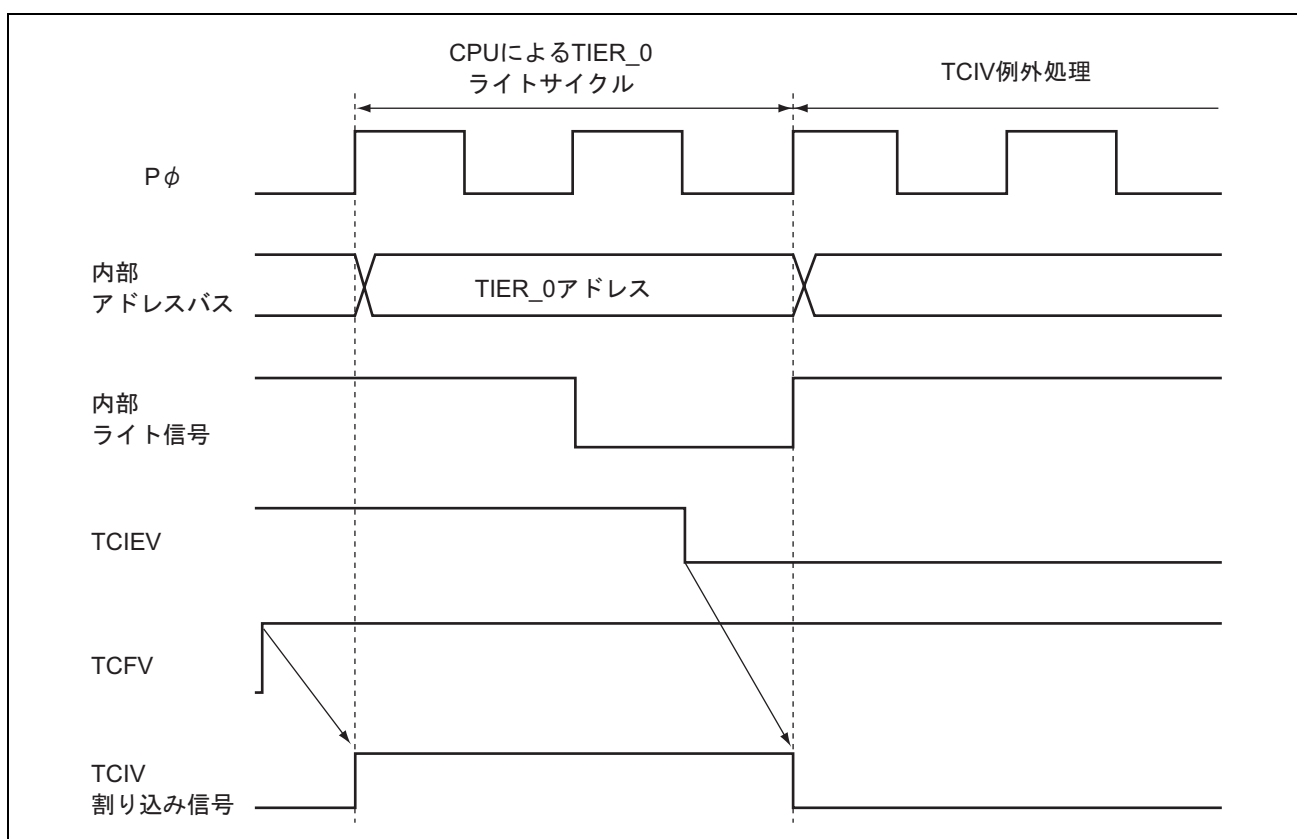 CPUによるTIER_0
ライトサイクル
TCIV例外処理
Pφ
内部
アドレスバス
TIER_0アドレス
内部
ライト信号
TCIEV
TCFV
TCIV
割り込み信号